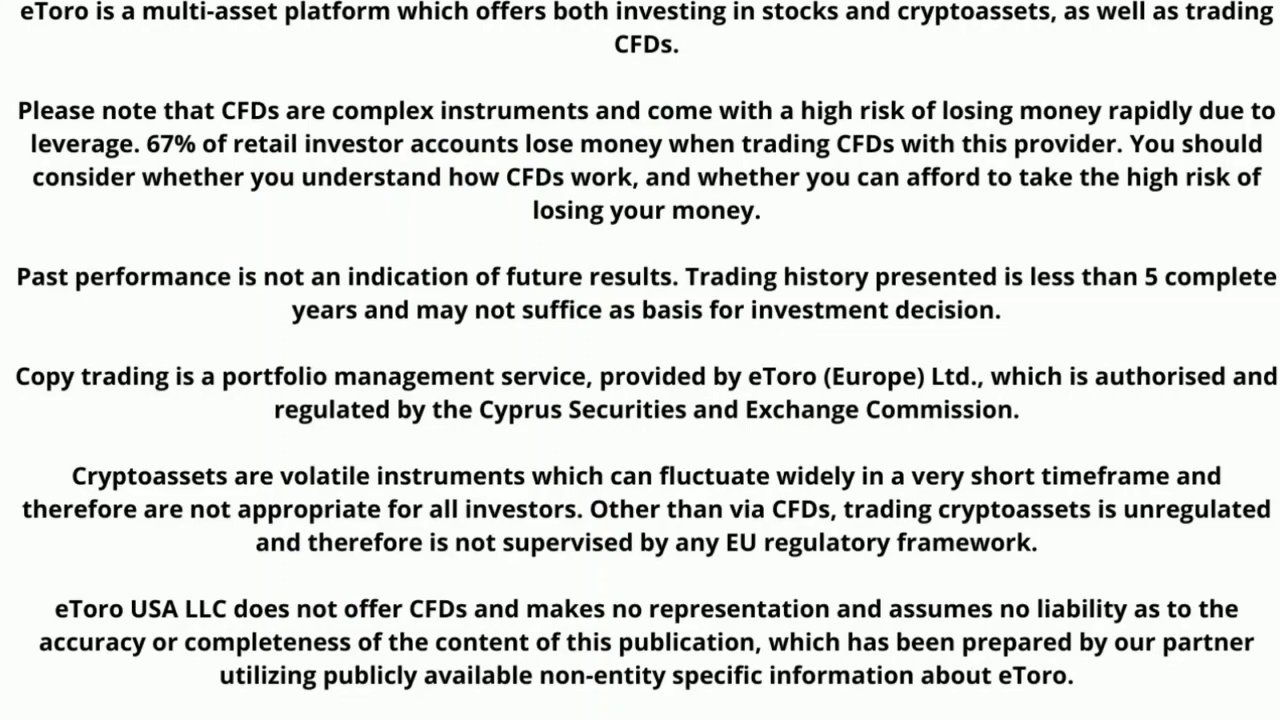 eToro is a multi-asset platform which offers both investing in stocks and cryptoassets, as well as trading
CFDs.
Please note that CFDs are complex instruments and come with a high risk of losing money rapidly due to
leverage. 67% of retail investor accounts lose money when trading CFDs with this provider. You should
consider whether you understand how CFDs work, and whether you can afford to take the high risk of
losing your money.
Past performance is not an indication of future results. Trading history presented is less than 5 complete
years and may not suffice as basis for investment decision.
Copy trading is a portfolio management service, provided by eToro (Europe) Ltd., which is authorised and
regulated by the Cyprus Securities and Exchange Commission.
Cryptoassets are volatile instruments which can fluctuate widely in a very short timeframe and
therefore are not appropriate for all investors. Other than via CFDs, trading cryptoassets is unregulated
and therefore is not supervised by any EU regulatory framework.
eToro USA LLC does not offer CFDs and makes no representation and assumes no liability as to the
accuracy or completeness of the content of this publication, which has been prepared by our partner
utilizing publicly available non-entity specific information about eToro.